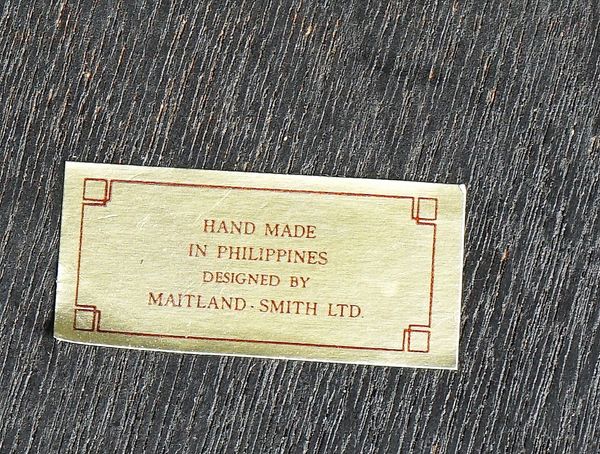 HAND MADE
IN PHILIPPINES
DESIGNED BY
MAITLAND-SMITH LTD.